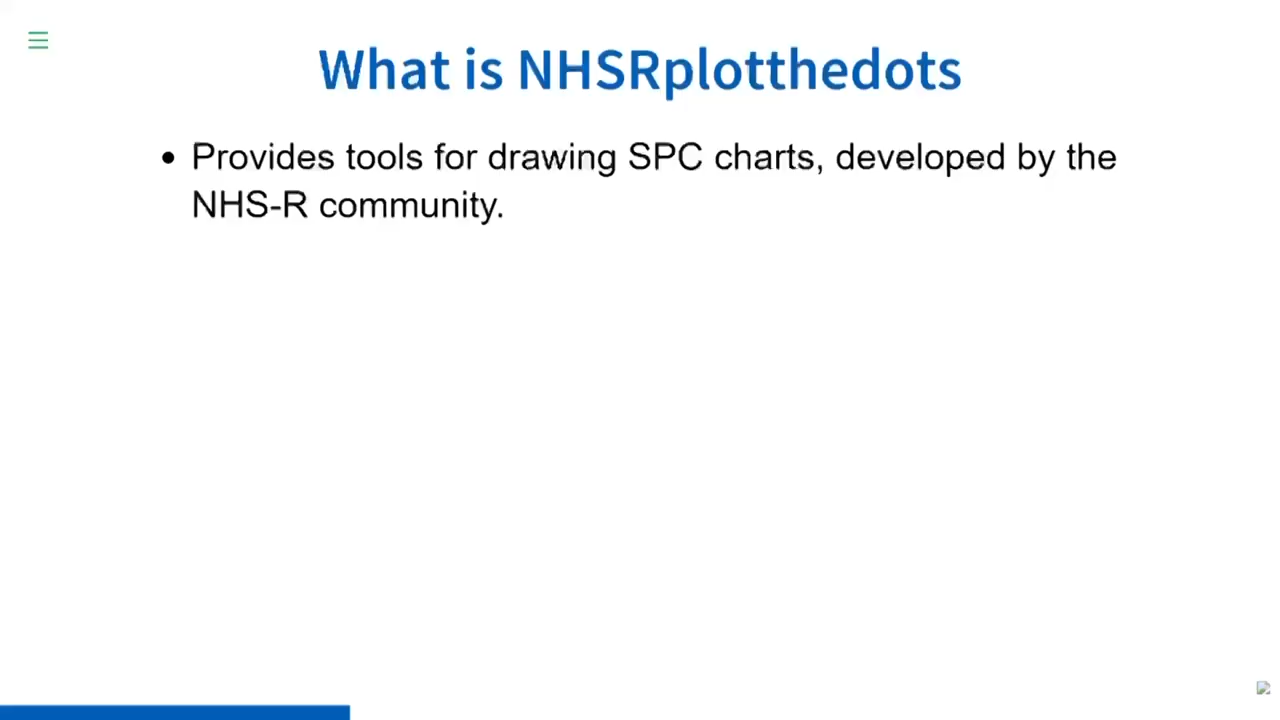 What is NHSRplotthedots
• Provides tools for drawing SPC charts, developed by the
NHS-R community.